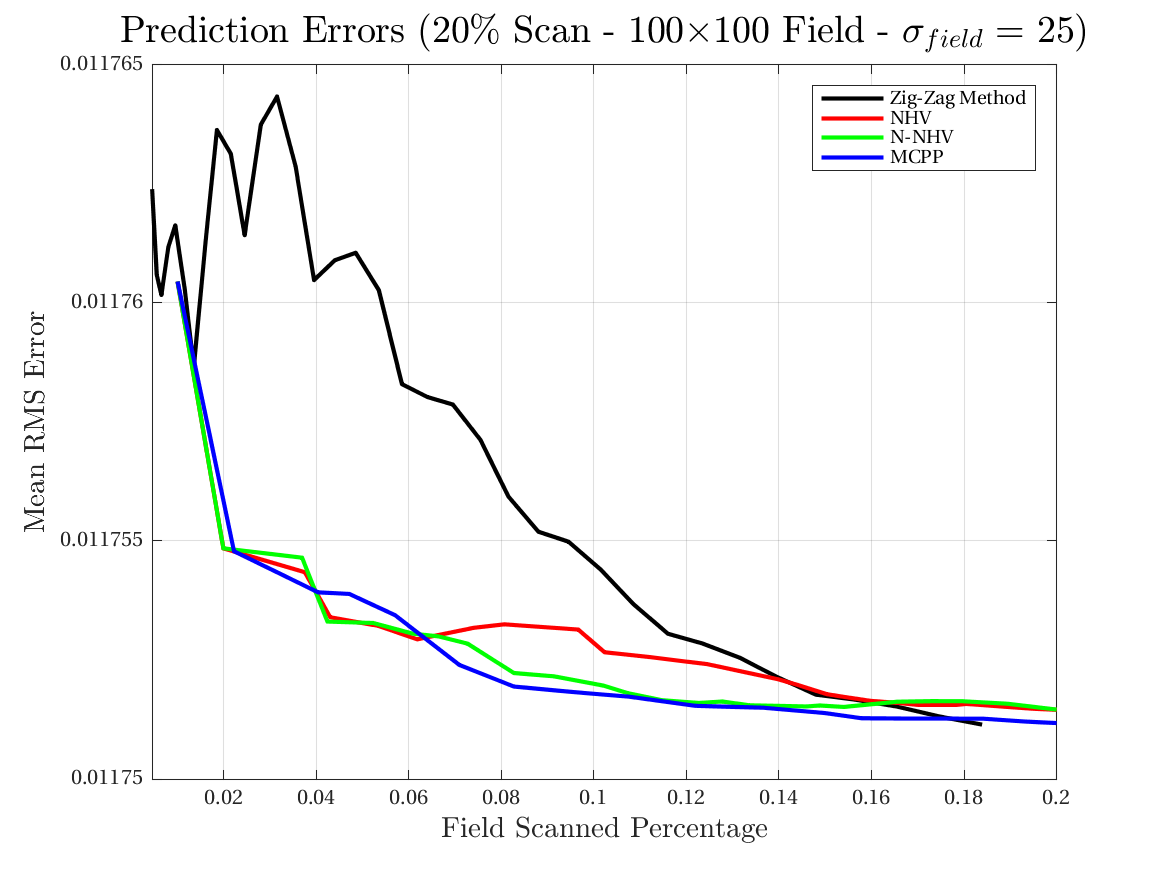 Prediction Errors (20% Scan - 100×100 Field - σ_field = 25)
0.011765
0.01176
0.011755
0.01175
Mean RMS Error
Zig-Zag Method
NHV
N-NHV
MCPP
0.02 0.04 0.06 0.08 0.1 0.12 0.14 0.16 0.18 0.2
Field Scanned Percentage